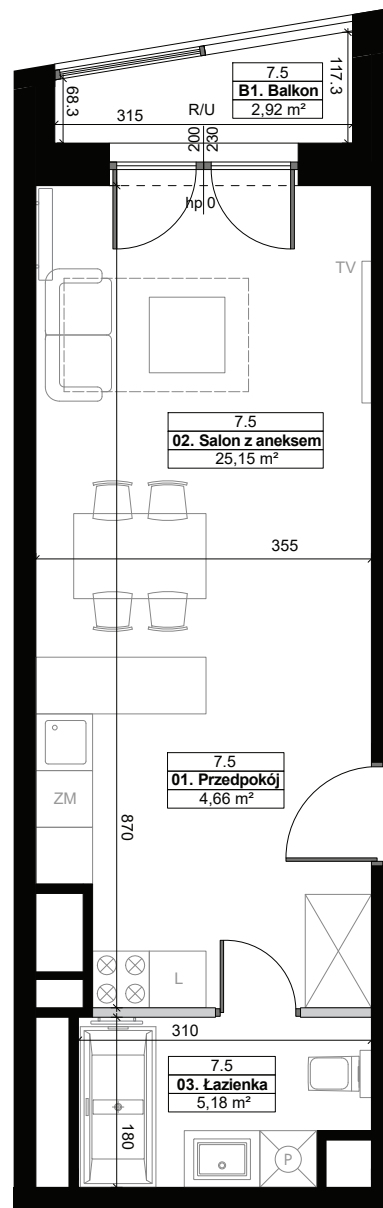 7.5
B1. Balkon
2,92 m²
117.3
68.3
315
R/U
200
230
hp 0
TV
7.5
02. Salon z aneksem
25,15 m²
355
7.5
01. Przedpokój
4,66 m²
ZM
870
L
310
7.5
03. Łazienka
5,18 m²
180
P